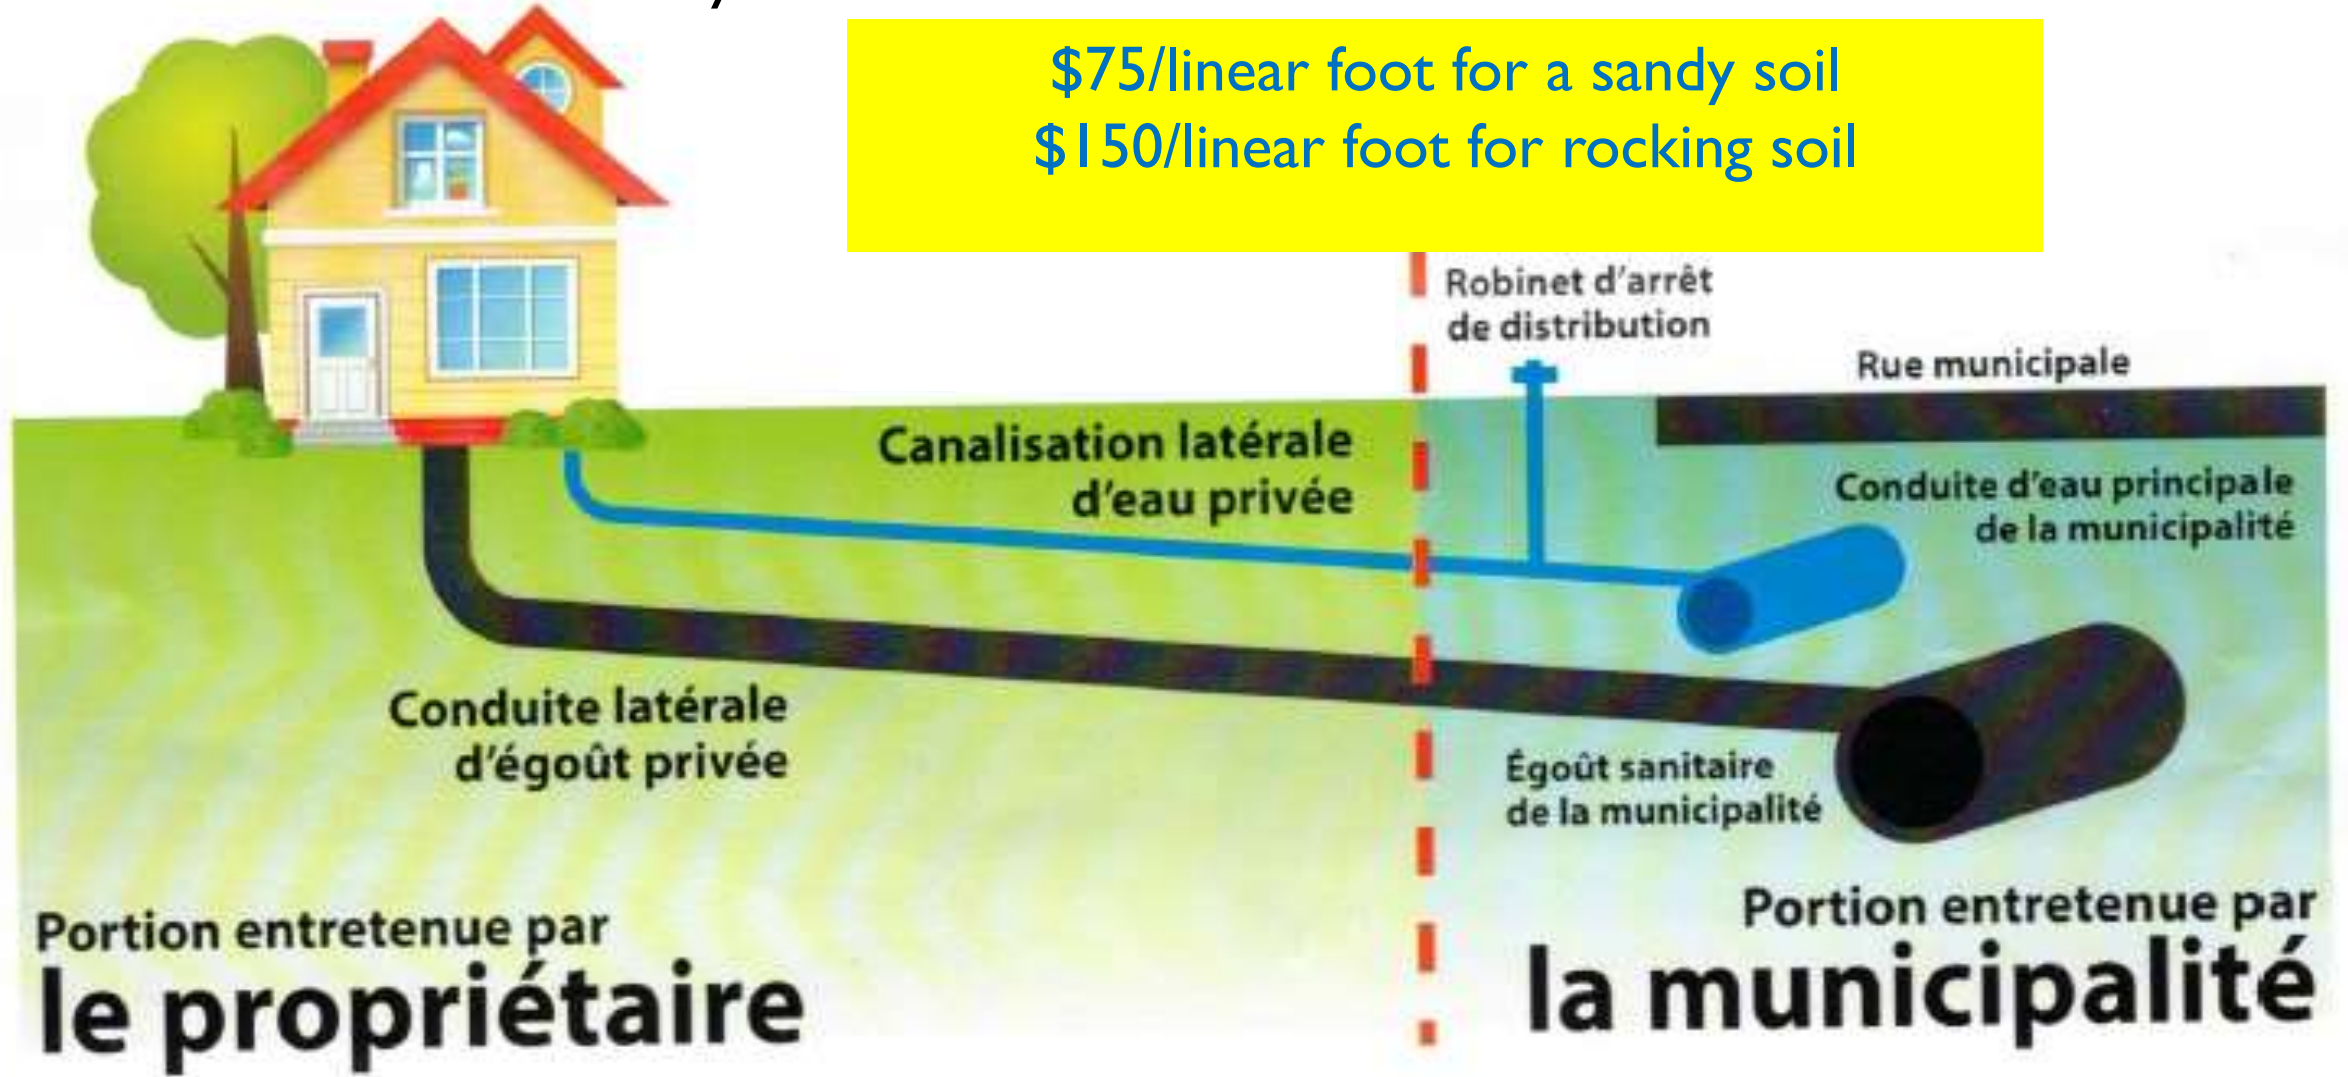 $75/linear foot for a sandy soil
$150/linear foot for rocking soil
Robinet d'arrêt
de distribution
Rue municipale
Canalisation latérale
d'eau privée
Conduite d'eau principale
de la municipalité
Conduite latérale
d'égoût privée
Égoût sanitaire
de la municipalité
Portion entretenue par
le propriétaire
Portion entretenue par
la municipalité